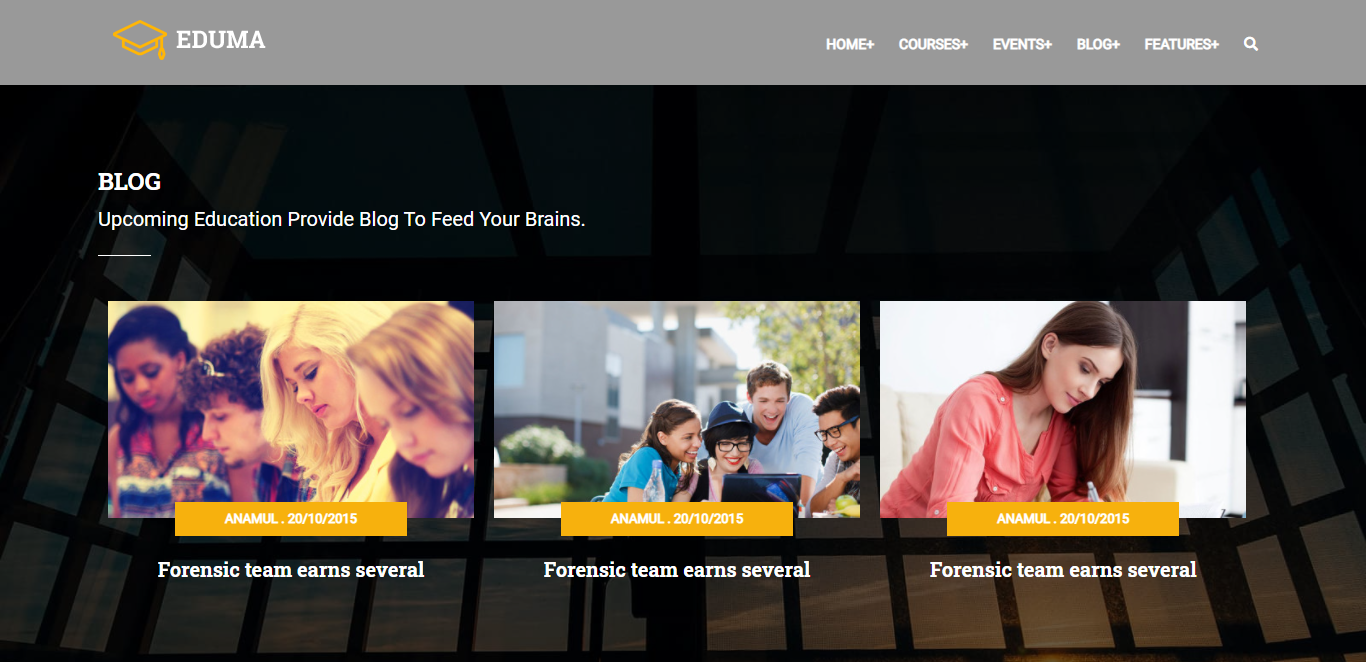 EDUMA
HOME+ COURSES+ EVENTS+ BLOG+ FEATURES+
BLOG
Upcoming Education Provide Blog To Feed Your Brains.
ANAMUL . 20/10/2015
Forensic team earns several
ANAMUL . 20/10/2015
Forensic team earns several
ANAMUL . 20/10/2015
Forensic team earns several